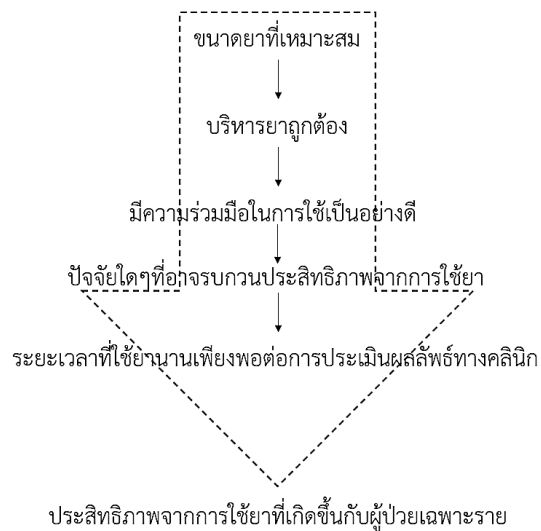 ขนาดยาที่เหมาะสม
บริหารยาถูกต้อง
มีความร่วมมือในการใช้เป็นอย่างดี
ปัจจัยใดๆที่อาจรบกวนประสิทธิภาพจากการใช้ยา
ระยะเวลาที่ใช้ยานานเพียงพอต่อการประเมินผลลัพธ์ทางคลินิก
ประสิทธิภาพจากการใช้ยาที่เกิดขึ้นกับผู้ป่วยเฉพาะราย